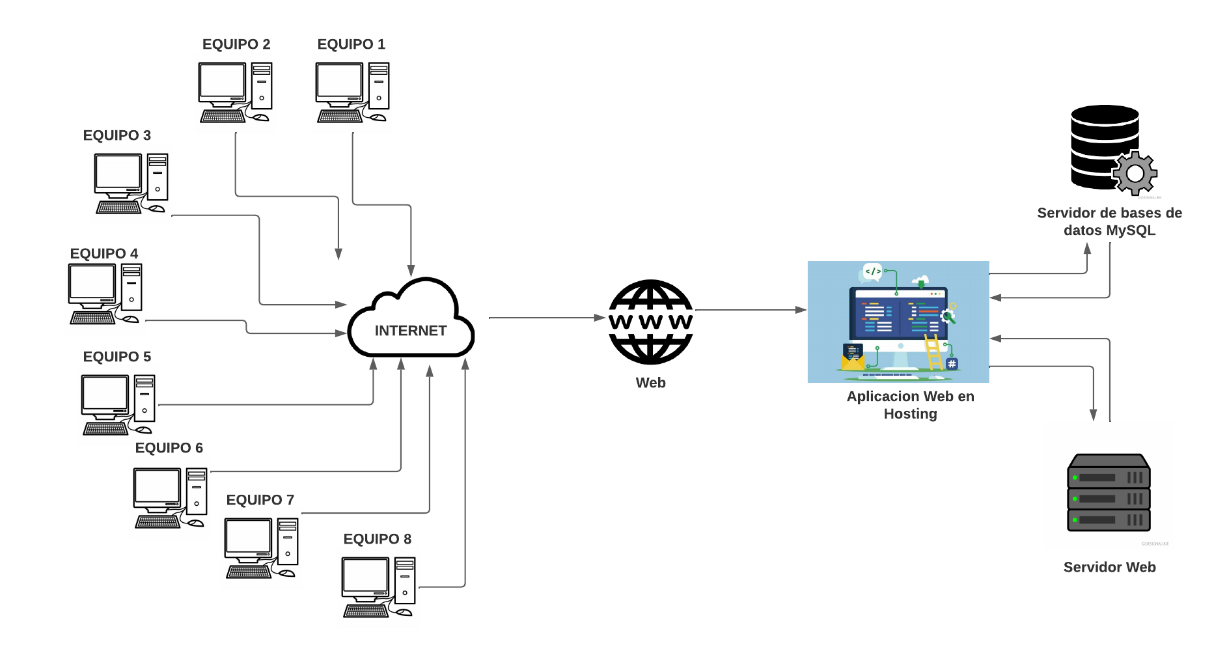 EQUIPO 2
EQUIPO 1
EQUIPO 3
EQUIPO 4
EQUIPO 5
EQUIPO 6
EQUIPO 7
EQUIPO 8
INTERNET
WWW
Web
</>
#
Aplicacion Web en
Hosting
Servidor de bases de
datos MySQL
Servidor Web